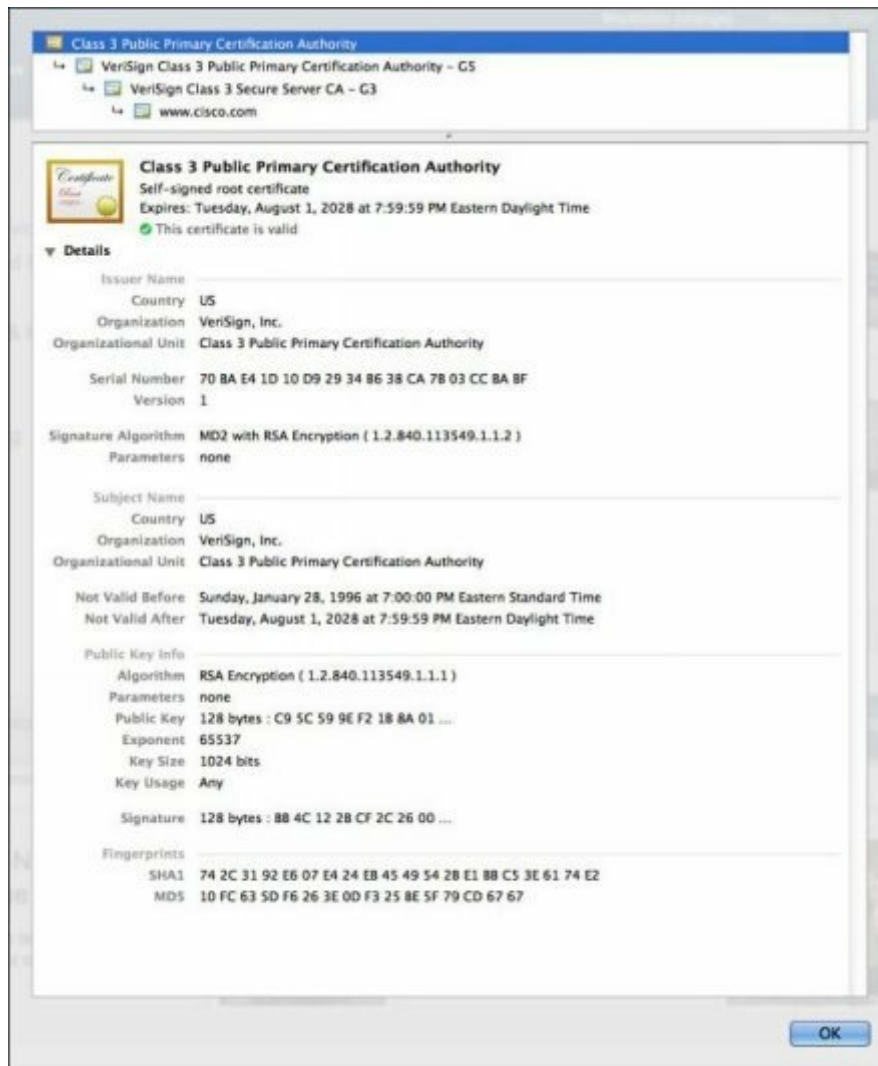 Class 3 Public Primary Certification Authority
VeriSign Class 3 Public Primary Certification Authority - G5
VeriSign Class 3 Secure Server CA - G3
www.cisco.com
Certificate
Class 3 Public Primary Certification Authority
Self-signed root certificate
Expires: Tuesday, August 1, 2028 at 7:59:59 PM Eastern Daylight Time
This certificate is valid
Details
Issuer Name
Country US
Organization VeriSign, Inc.
Organizational Unit Class 3 Public Primary Certification Authority
Serial Number 70 BA E4 1D 10 D9 29 34 B6 38 CA 7B 03 CC BA BF
Version 1
Signature Algorithm MD2 with RSA Encryption ( 1.2.840.113549.1.1.2 )
Parameters none
Subject Name
Country US
Organization VeriSign, Inc.
Organizational Unit Class 3 Public Primary Certification Authority
Not Valid Before Sunday, January 28, 1996 at 7:00:00 PM Eastern Standard Time
Not Valid After Tuesday, August 1, 2028 at 7:59:59 PM Eastern Daylight Time
Public Key Info
Algorithm RSA Encryption ( 1.2.840.113549.1.1.1 )
Parameters none
Public Key 128 bytes : C9 5C 59 9E F2 1B 8A 01 ...
Exponent 65537
Key Size 1024 bits
Key Usage Any
Signature 128 bytes : BB 4C 12 2B CF 2C 26 00 ...
Fingerprints
SHA1 74 2C 31 92 E6 07 E4 24 EB 45 49 54 2B E1 BB C5 3E 61 74 E2
MD5 10 FC 63 5D F6 26 3E 0D F3 25 BE 5F 79 CD 67 67
OK